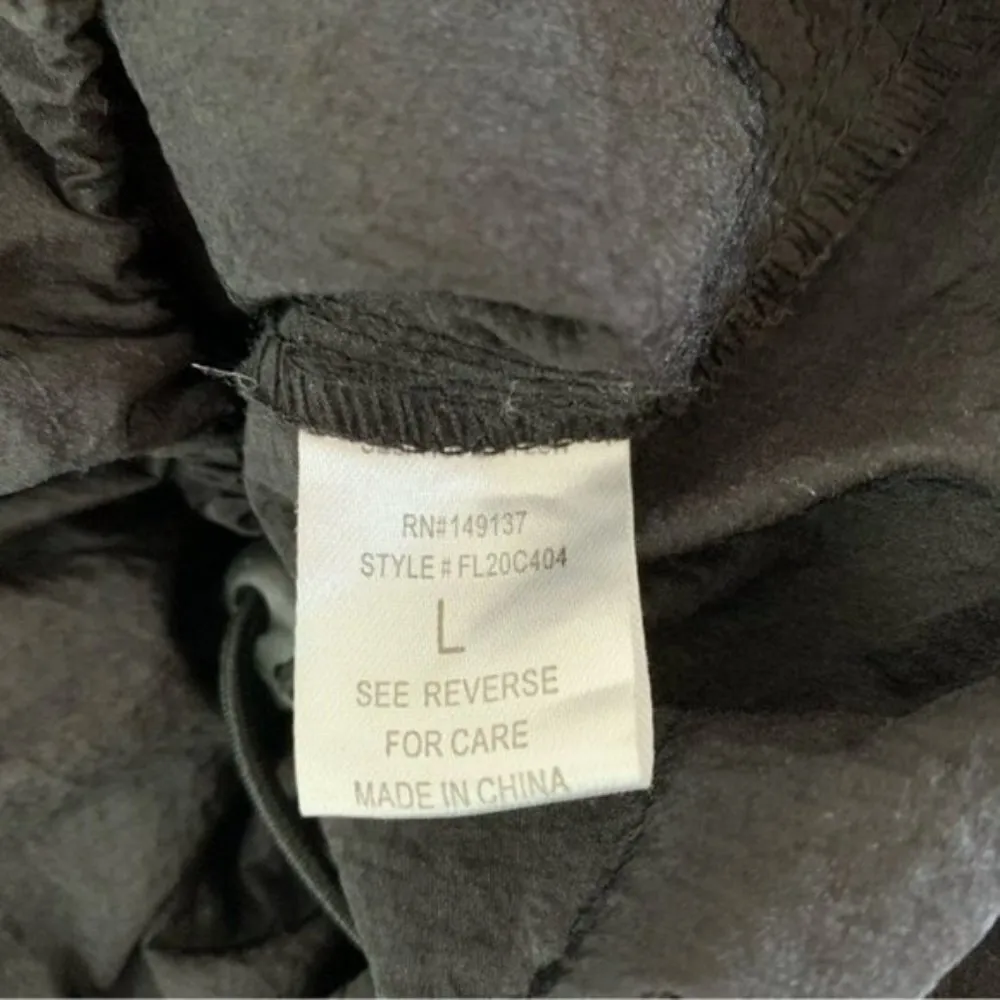 RN#149137
STYLE # FL20C404
L
SEE REVERSE
FOR CARE
MADE IN CHINA